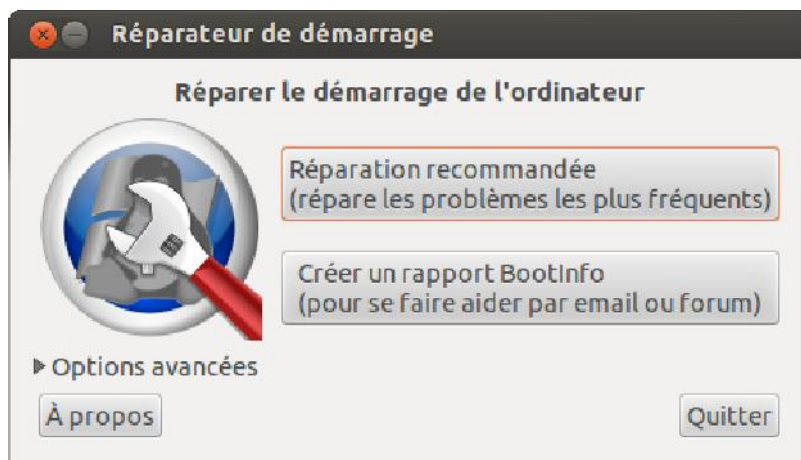 Réparateur de démarrage
Réparer le démarrage de l'ordinateur
Réparation recommandée
(répare les problèmes les plus fréquents)
Créer un rapport BootInfo
(pour se faire aider par email ou forum)
Options avancées
À propos
Quitter